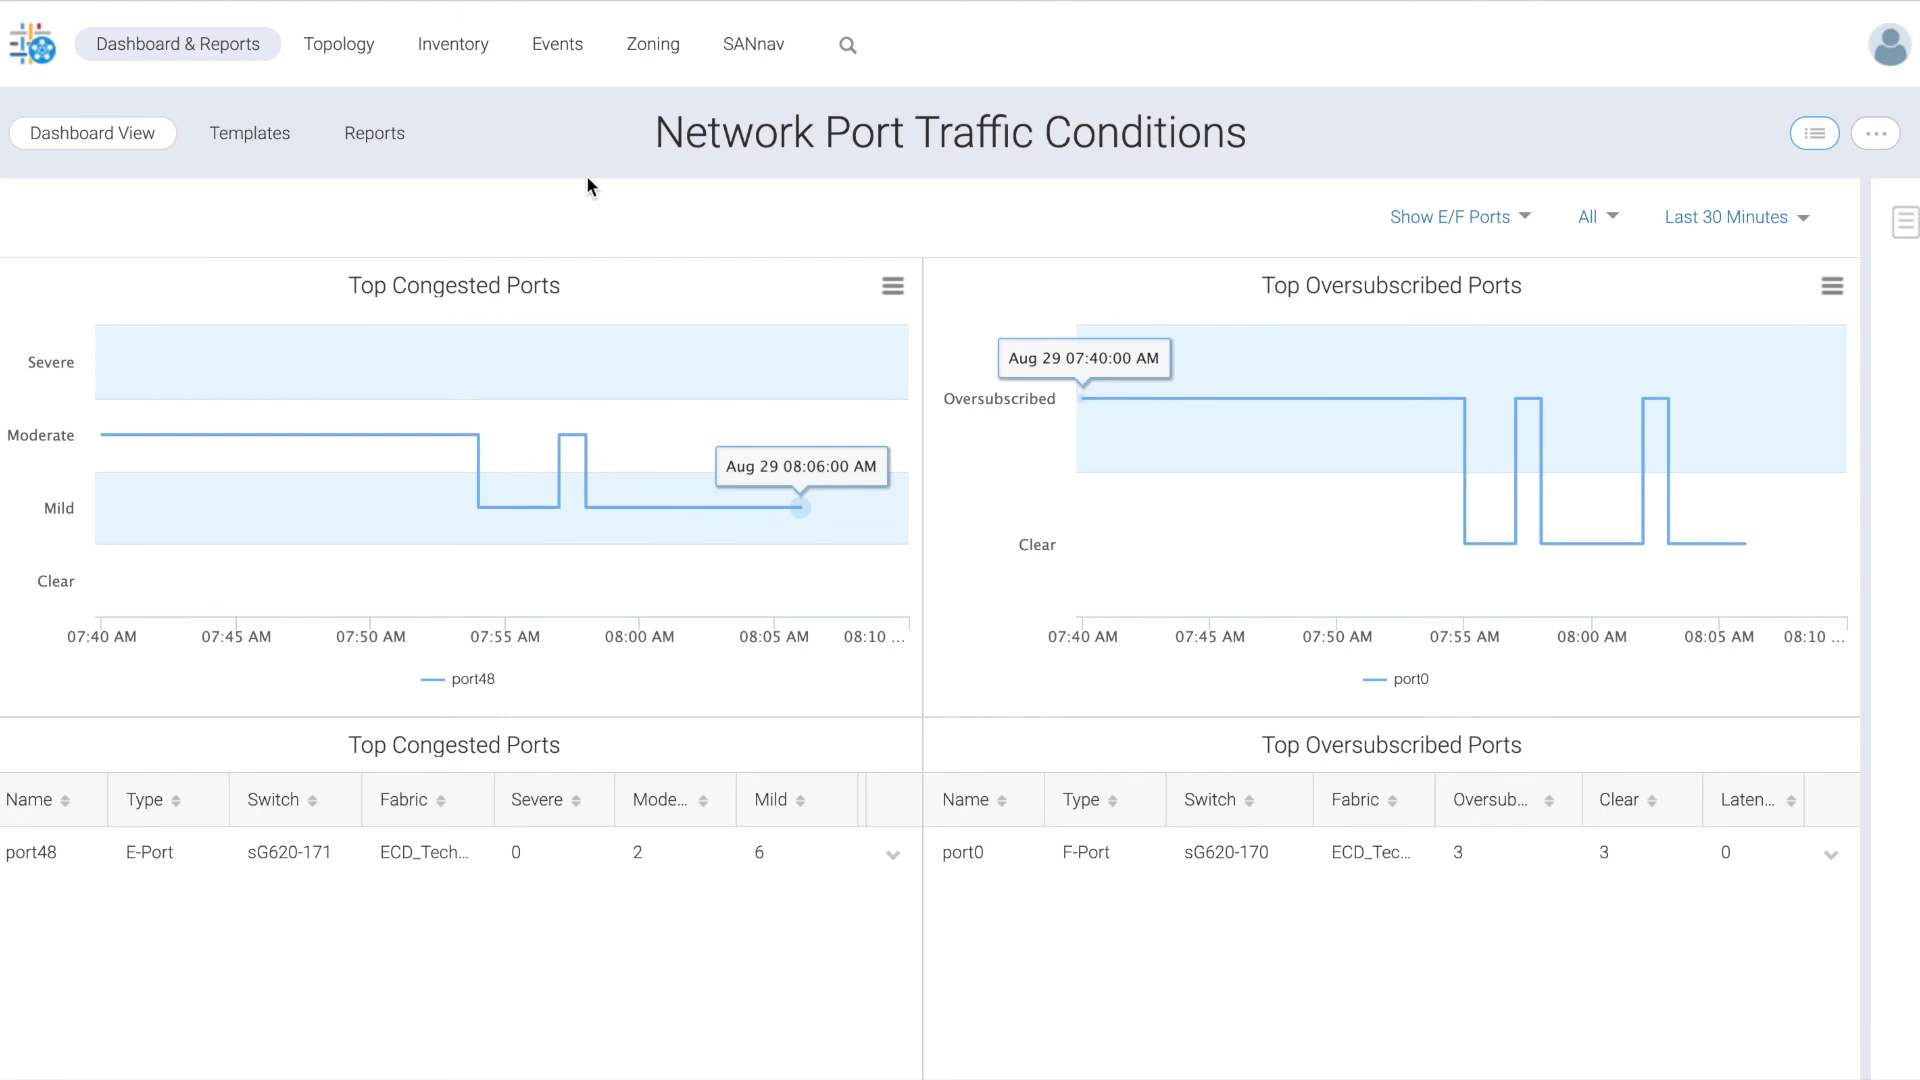 Dashboard & Reports Topology Inventory Events Zoning SANnav
Dashboard View Templates Reports Network Port Traffic Conditions
Show E/F Ports All Last 30 Minutes
Top Congested Ports
Severe
Moderate
Aug 29 08:06:00 AM
Mild
Clear
07:40 AM 07:45 AM 07:50 AM 07:55 AM 08:00 AM 08:05 AM 08:10 ...
port48
Top Oversubscribed Ports
Aug 29 07:40:00 AM
Oversubscribed
Clear
07:40 AM 07:45 AM 07:50 AM 07:55 AM 08:00 AM 08:05 AM 08:10 ...
port0
Top Congested Ports
Name Type Switch Fabric Severe Mode... Mild
port48 E-Port sG620-171 ECD_Tech... 0 2 6
Top Oversubscribed Ports
Name Type Switch Fabric Oversub... Clear Laten...
port0 F-Port sG620-170 ECD_Tec... 3 3 0